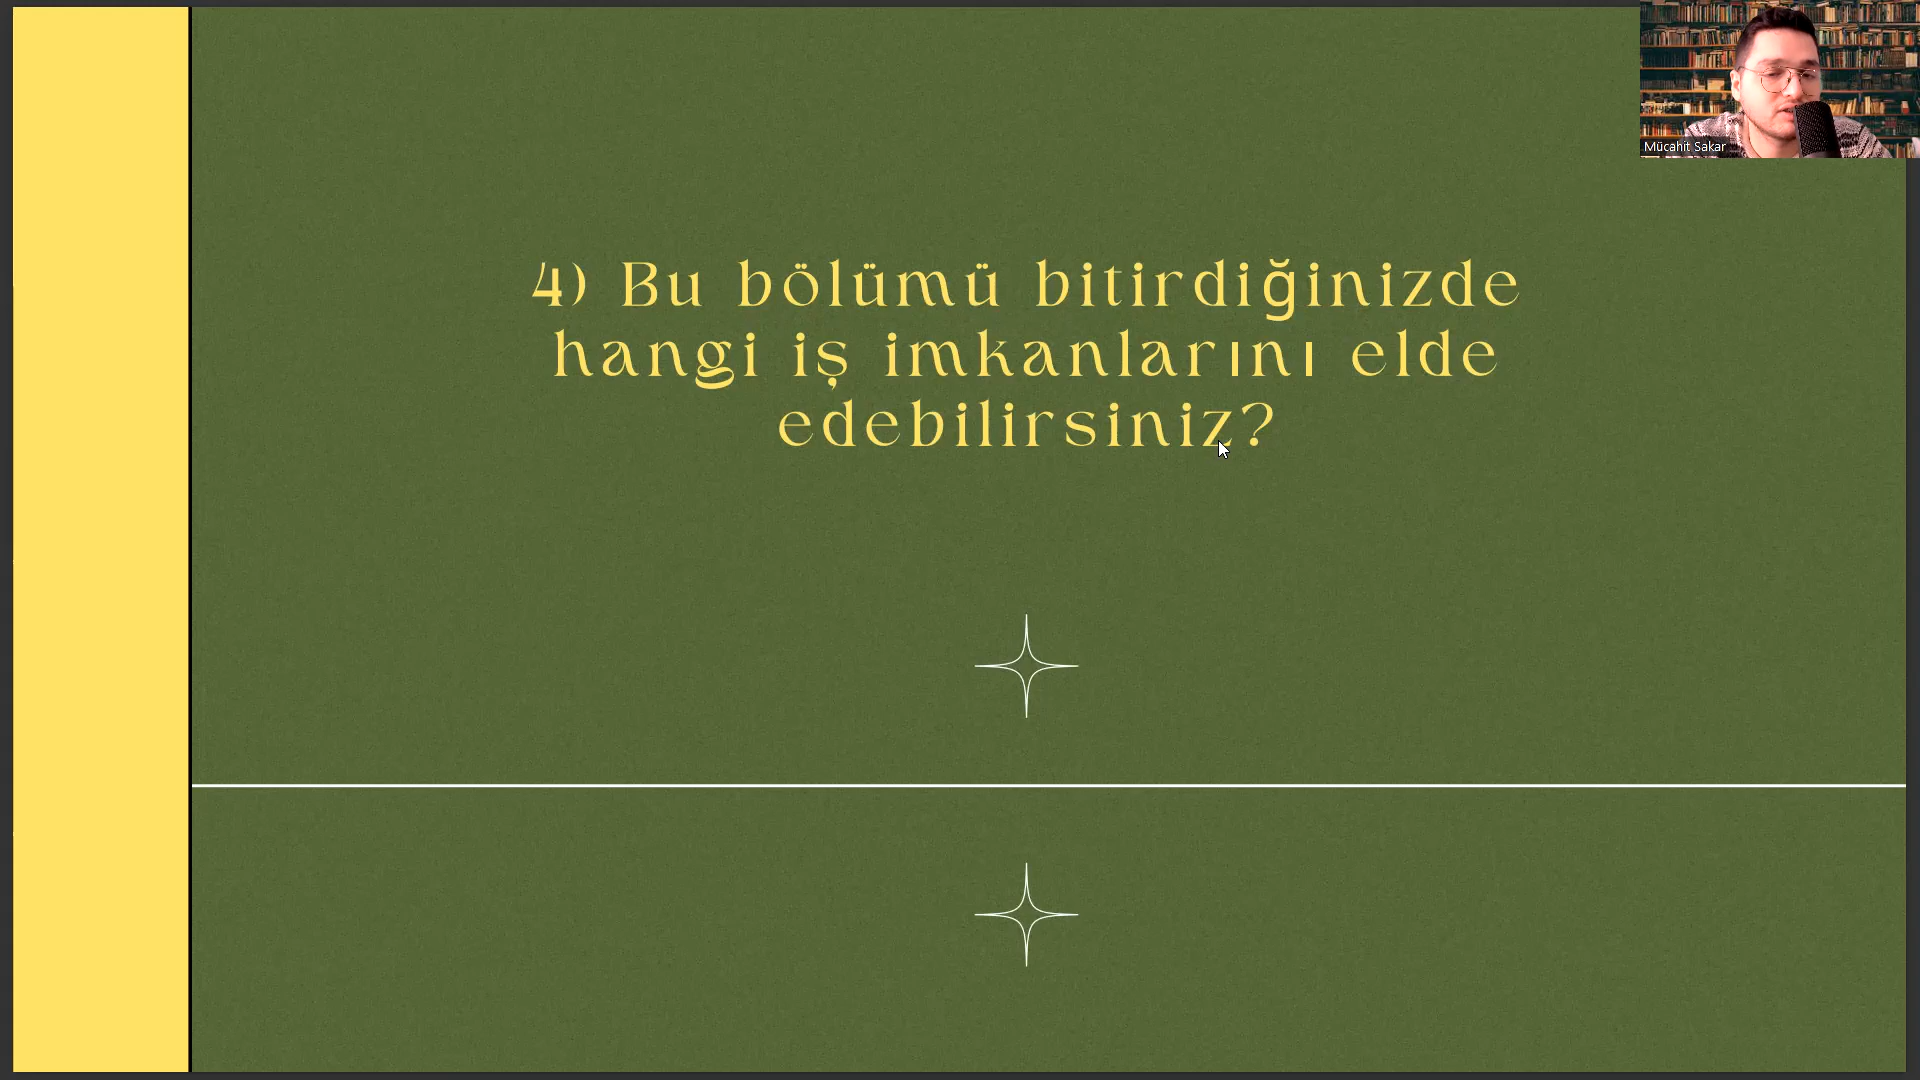 Mücahit Sakar
4) Bu bölümü bitirdiğinizde
hangi iş imkanlarını elde
edebilirsiniz?